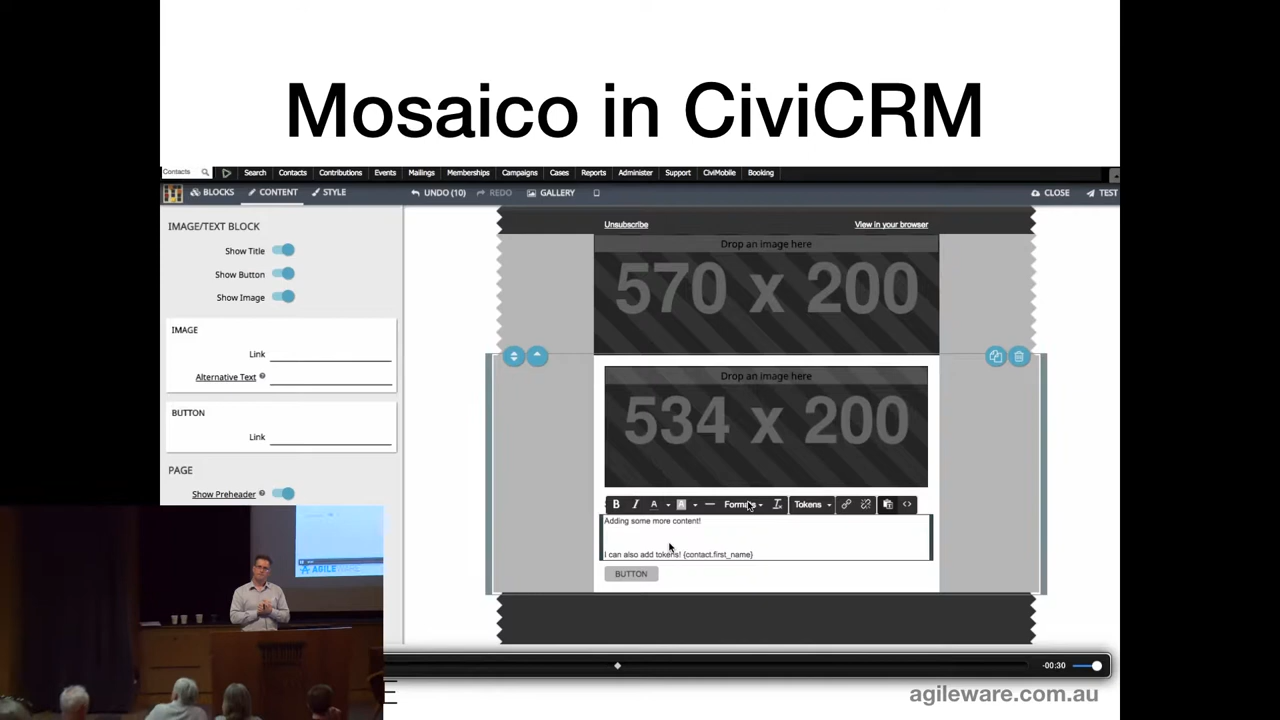 Mosaico in CiviCRM
Contacts
Search Contacts Contributions Events Mailings Memberships Campaigns Cases Reports Administer Support CiviMobile Booking
BLOCKS CONTENT STYLE UNDO (10) REDO GALLERY CLOSE TEST
IMAGE/TEXT BLOCK
Show Title
Show Button
Show Image
IMAGE
Link
Alternative Text
BUTTON
Link
PAGE
Show Preheader
Unsubscribe View in your browser
Drop an image here
570 x 200
Drop an image here
534 x 200
B I A A Formats Tokens
Adding some more content!
I can also add tokens! {contact.first_name}
BUTTON
AGILE
-00:30
E
agileware.com.au